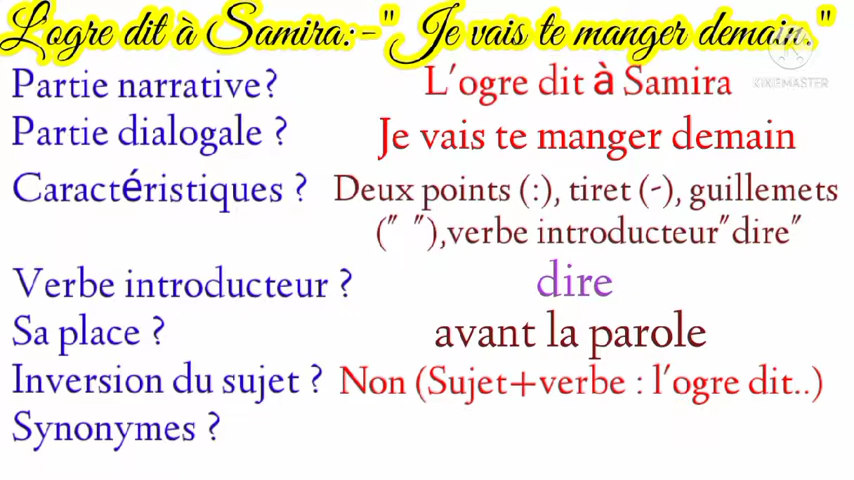 L'ogre dit à Samira:-"Je vais te manger demain."
KINEMASTER
Partie narrative? L'ogre dit à Samira
Partie dialogale ? Je vais te manger demain
Caractéristiques ? Deux points (:), tiret (-), guillemets
(" "),verbe introducteur"dire"
Verbe introducteur ? dire
Sa place ? avant la parole
Inversion du sujet ? Non (Sujet+verbe : l'ogre dit..)
Synonymes ?